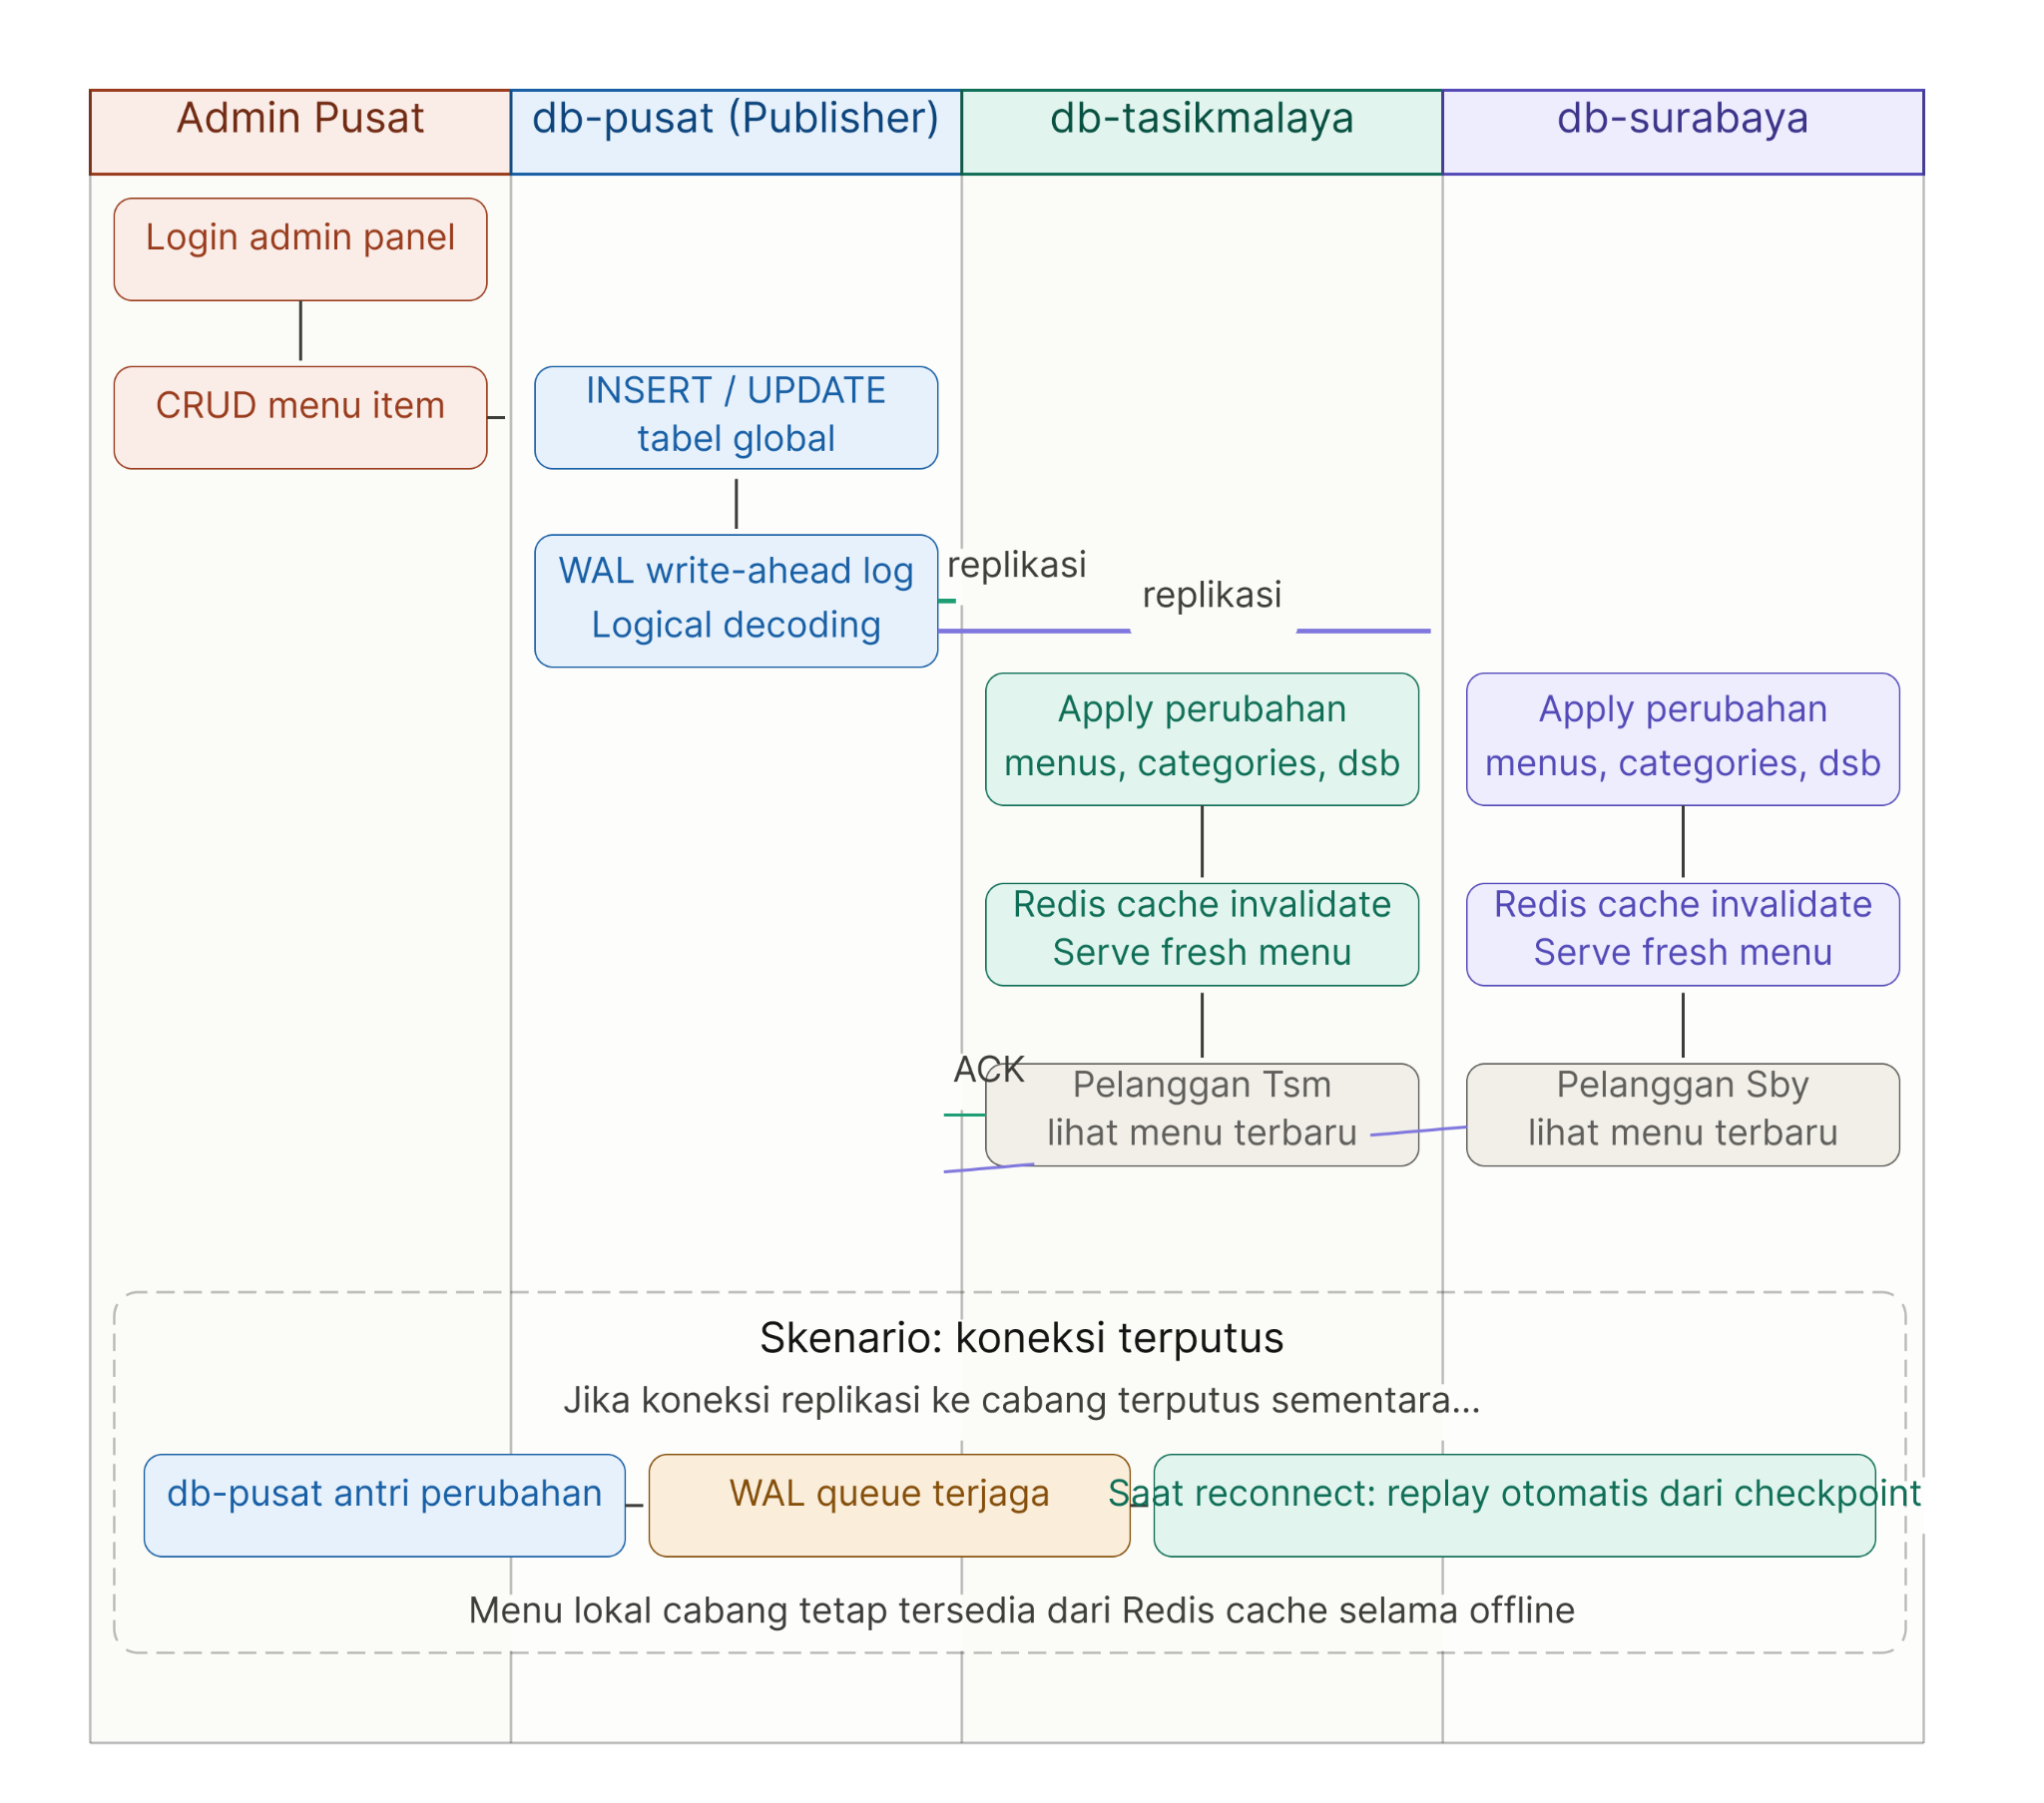 Admin Pusat
db-pusat (Publisher)
db-tasikmalaya
db-surabaya
Login admin panel
CRUD menu item
INSERT / UPDATE
tabel global
WAL write-ahead log
Logical decoding
replikasi
replikasi
Apply perubahan
menus, categories, dsb
Apply perubahan
menus, categories, dsb
Redis cache invalidate
Serve fresh menu
Redis cache invalidate
Serve fresh menu
ACK
Pelanggan Tsm
lihat menu terbaru
Pelanggan Sby
lihat menu terbaru
Skenario: koneksi terputus
Jika koneksi replikasi ke cabang terputus sementara...
db-pusat antri perubahan
WAL queue terjaga
Saat reconnect: replay otomatis dari checkpoint
Menu lokal cabang tetap tersedia dari Redis cache selama offline